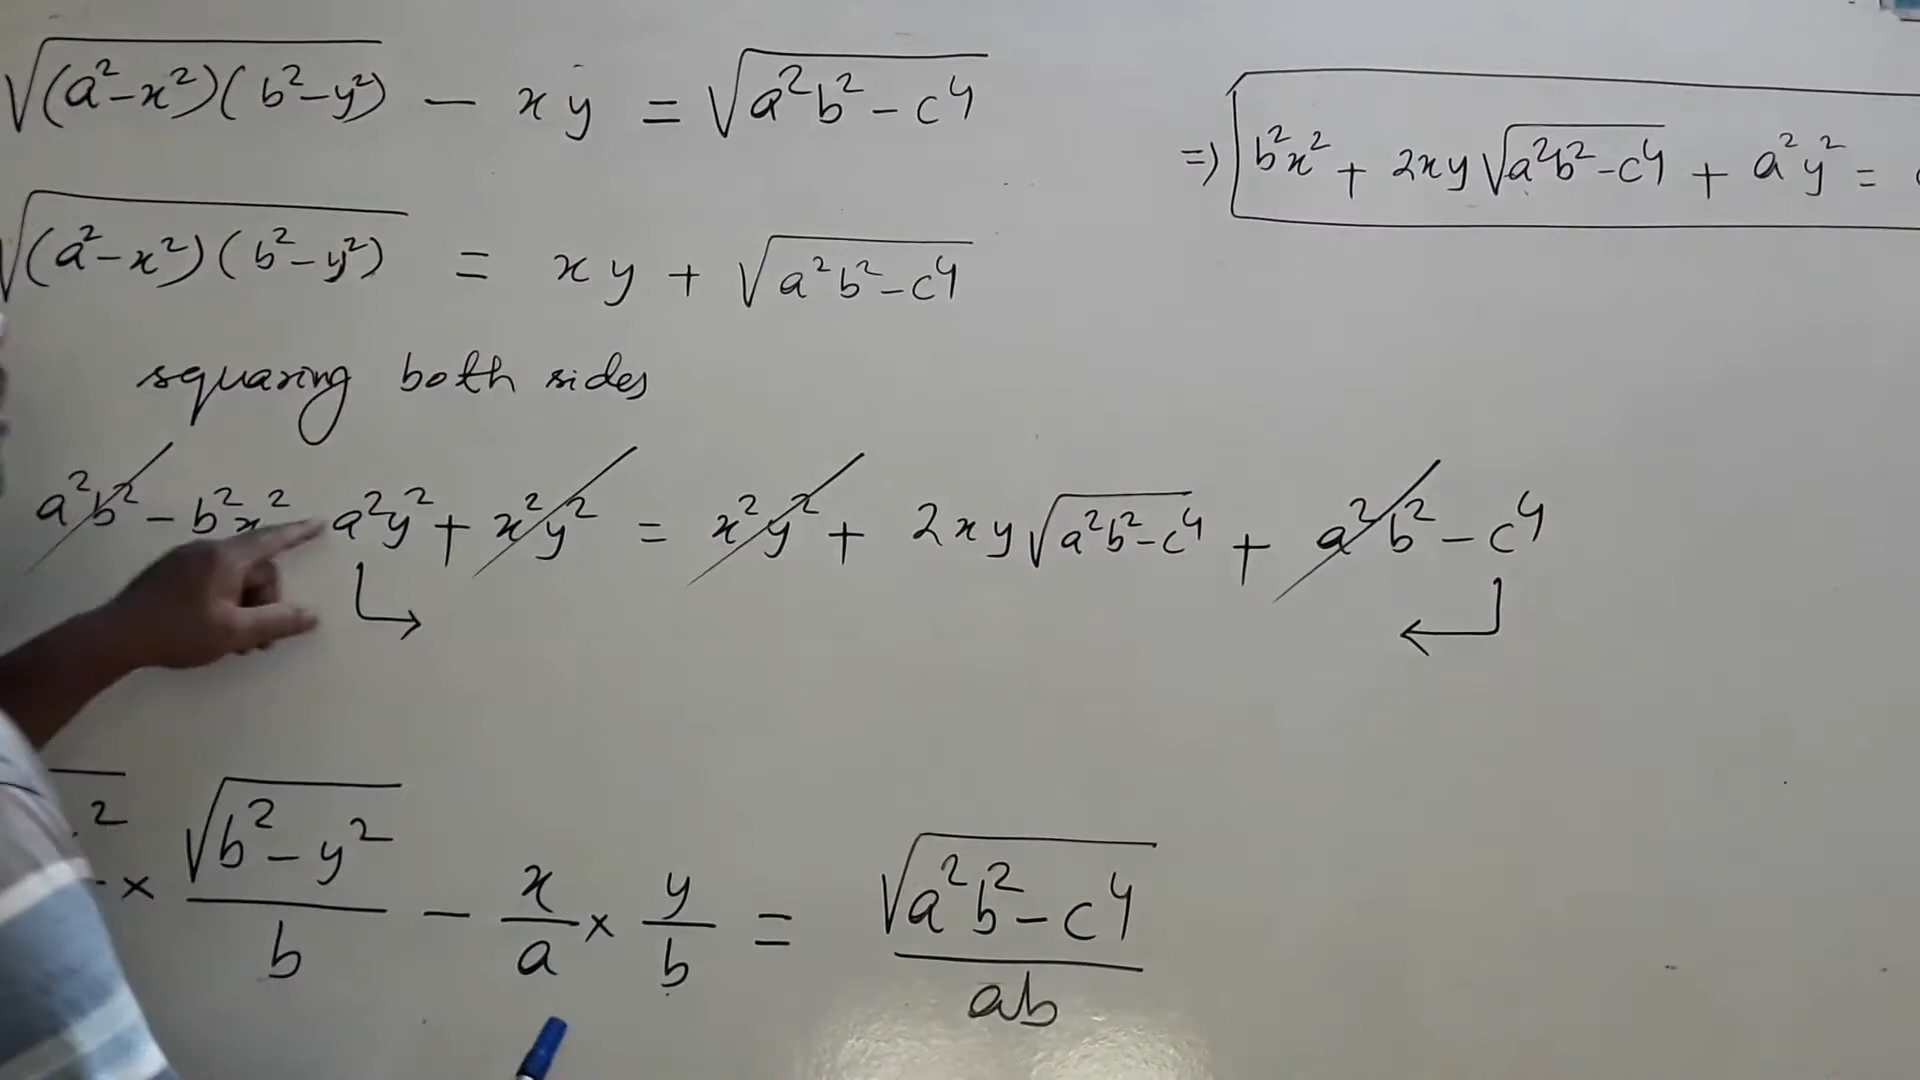 √(a²-x²)(b²-y²) - xy = √a²b²-c⁴
⇒ b²x² + 2xy√a²b²-c⁴ + a²y² =
√(a²-x²)(b²-y²) = xy + √a²b²-c⁴
squaring both sides
a²b² - b²x² a²y² + x²y² = x²y² + 2xy√a²b²-c⁴ + a²b² - c⁴
² × √b²-y²/b - x/a × y/b = √a²b²-c⁴/ab